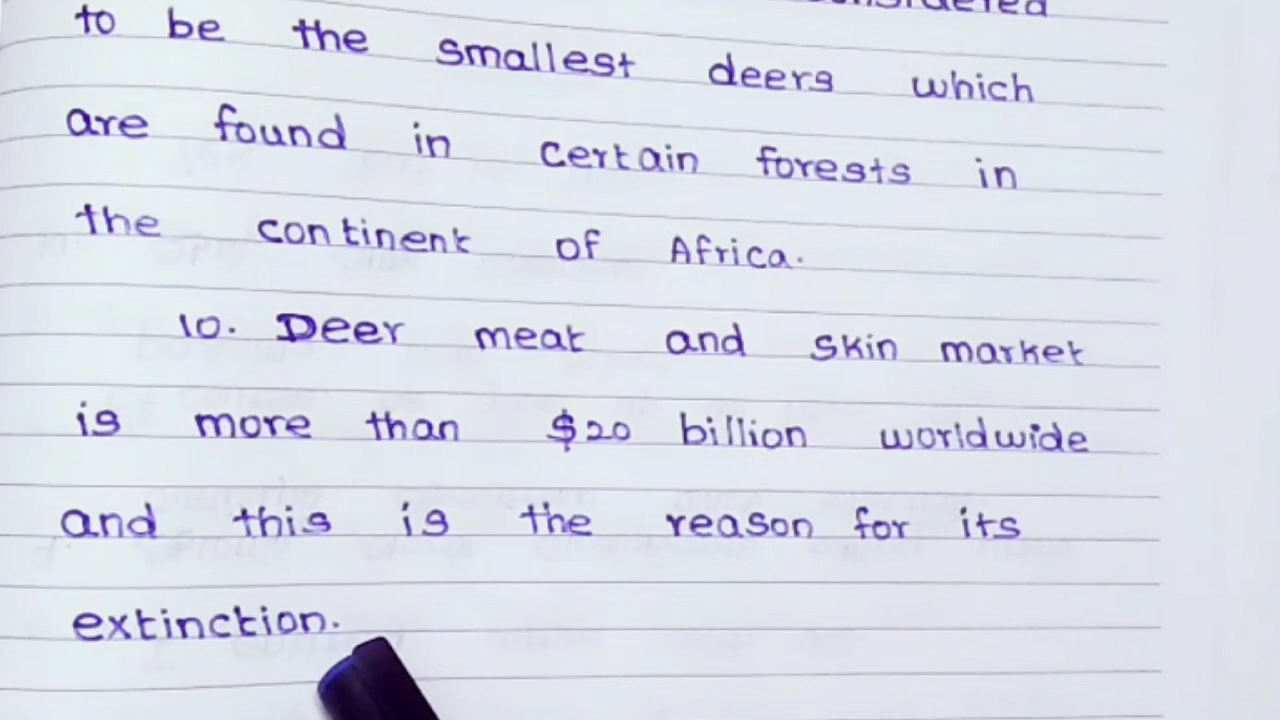 considered
to be the smallest deers which
are found in certain forests in
the continent of Africa.
10. Deer meat and skin market
is more than $20 billion worldwide
and this is the reason for its
extinction.